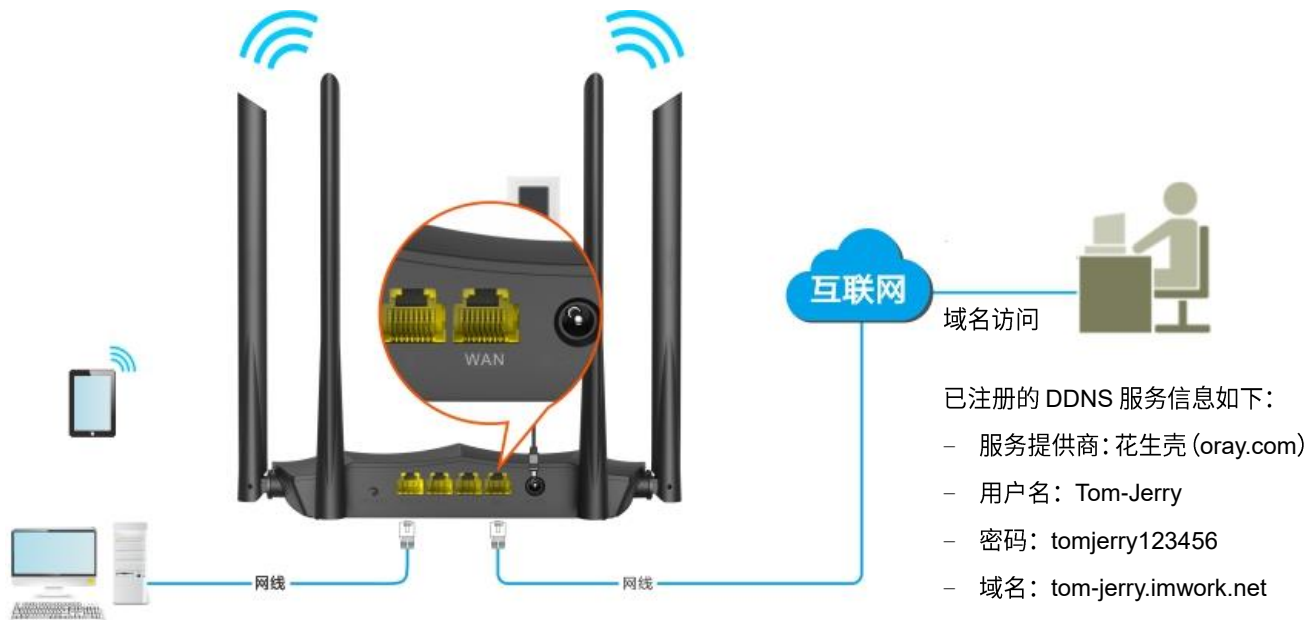 互联网
域名访问
WAN
已注册的 DDNS 服务信息如下：
– 服务提供商：花生壳（oray.com）
– 用户名：Tom-Jerry
– 密码：tomjerry123456
– 域名：tom-jerry.imwork.net
网线
网线